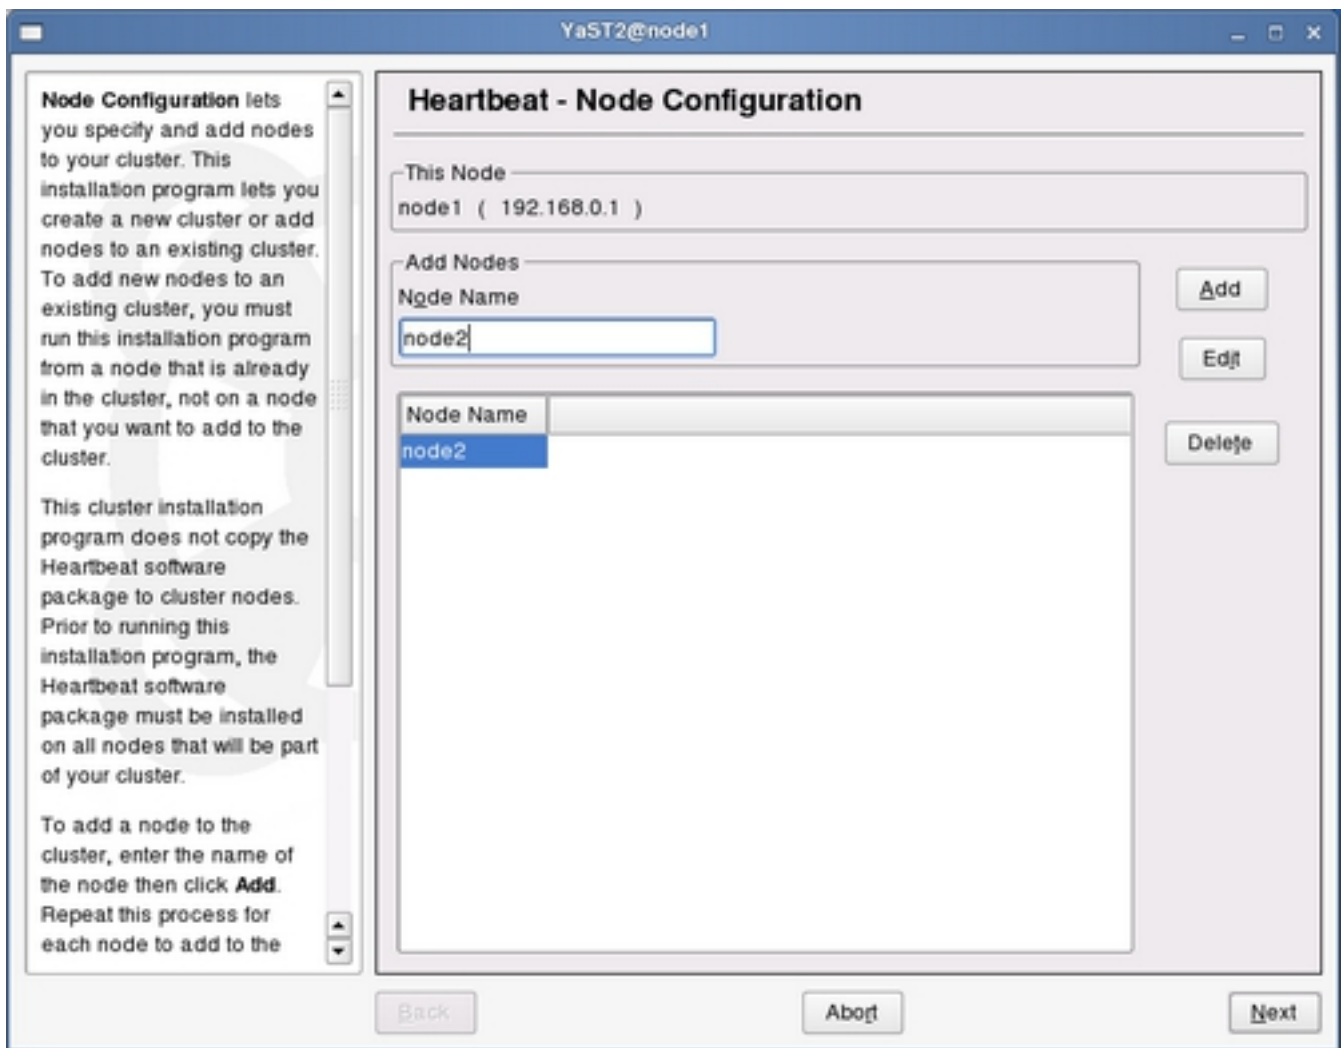 YaST2@node1
Node Configuration lets
you specify and add nodes
to your cluster. This
installation program lets you
create a new cluster or add
nodes to an existing cluster.
To add new nodes to an
existing cluster, you must
run this installation program
from a node that is already
in the cluster, not on a node
that you want to add to the
cluster.
This cluster installation
program does not copy the
Heartbeat software
package to cluster nodes.
Prior to running this
installation program, the
Heartbeat software
package must be installed
on all nodes that will be part
of your cluster.
To add a node to the
cluster, enter the name of
the node then click Add.
Repeat this process for
each node to add to the
Heartbeat - Node Configuration
This Node
node1 ( 192.168.0.1 )
Add Nodes
Node Name
node2
Add
Edit
Delete
Node Name
node2
Back
Abort
Next